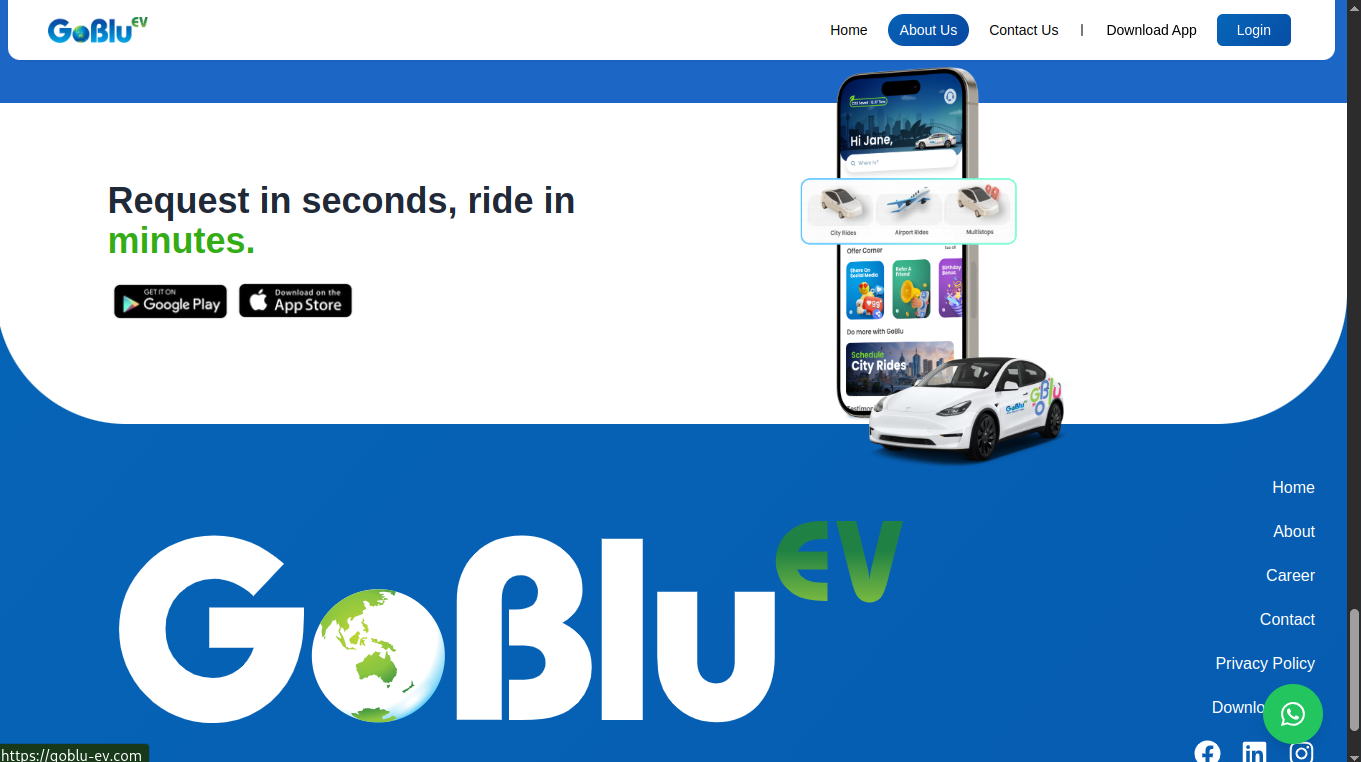 GoBlu EV
Home
About Us
Contact Us
|
Download App
Login
Hi Jane,
Where to?
City Rides
Airport Rides
Multistops
Offer Corner
See all
Share On
Social Media
Refer A
Friend
Birthday
Bonus
Do more with GoBlu
Schedule
City Rides
Request in seconds, ride in
minutes.
GET IT ON
Google Play
Download on the
App Store
GoBlu EV
GoBlu
GoBlu EV
Home
About
Career
Contact
Privacy Policy
Downlo
https://goblu-ev.com